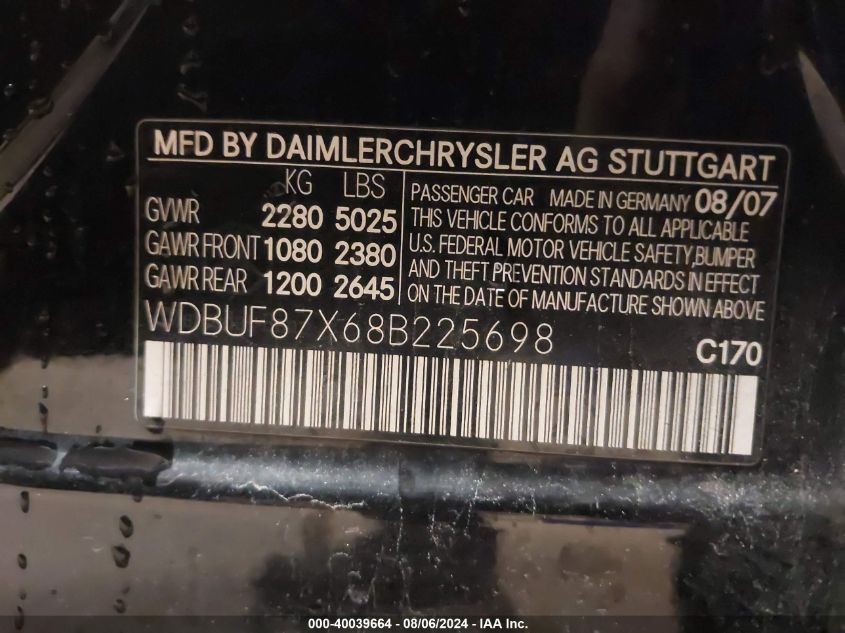 MFD BY DAIMLERCHRYSLER AG STUTTGART
KG LBS
GVWR 2280 5025
GAWR FRONT 1080 2380
GAWR REAR 1200 2645
PASSENGER CAR MADE IN GERMANY 08/07
THIS VEHICLE CONFORMS TO ALL APPLICABLE
U.S. FEDERAL MOTOR VEHICLE SAFETY, BUMPER
AND THEFT PREVENTION STANDARDS IN EFFECT
ON THE DATE OF MANUFACTURE SHOWN ABOVE
WDBUF87X68B225698
C170
000-40039664 - 08/06/2024 - IAA Inc.